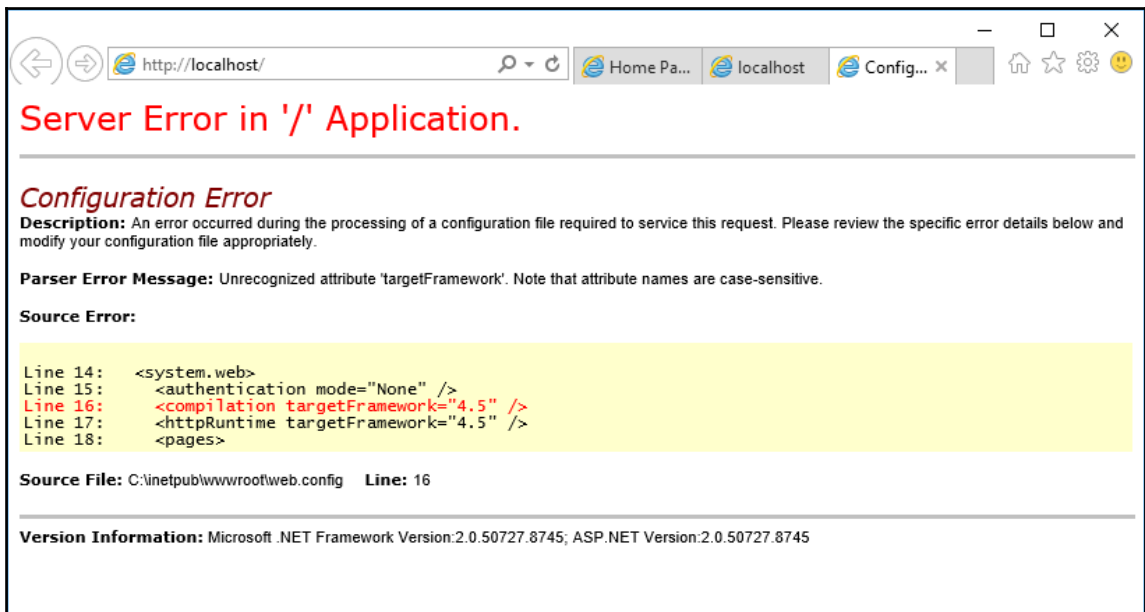 http://localhost/
Home Pa...
localhost
Config...
Server Error in '/' Application.
Configuration Error
Description: An error occurred during the processing of a configuration file required to service this request. Please review the specific error details below and
modify your configuration file appropriately.
Parser Error Message: Unrecognized attribute 'targetFramework'. Note that attribute names are case-sensitive.
Source Error:
Line 14:    <system.web>
Line 15:      <authentication mode="None" />
Line 16:      <compilation targetFramework="4.5" />
Line 17:      <httpRuntime targetFramework="4.5" />
Line 18:      <pages>
Source File: C:\inetpub\wwwroot\web.config    Line: 16
Version Information: Microsoft .NET Framework Version:2.0.50727.8745; ASP.NET Version:2.0.50727.8745